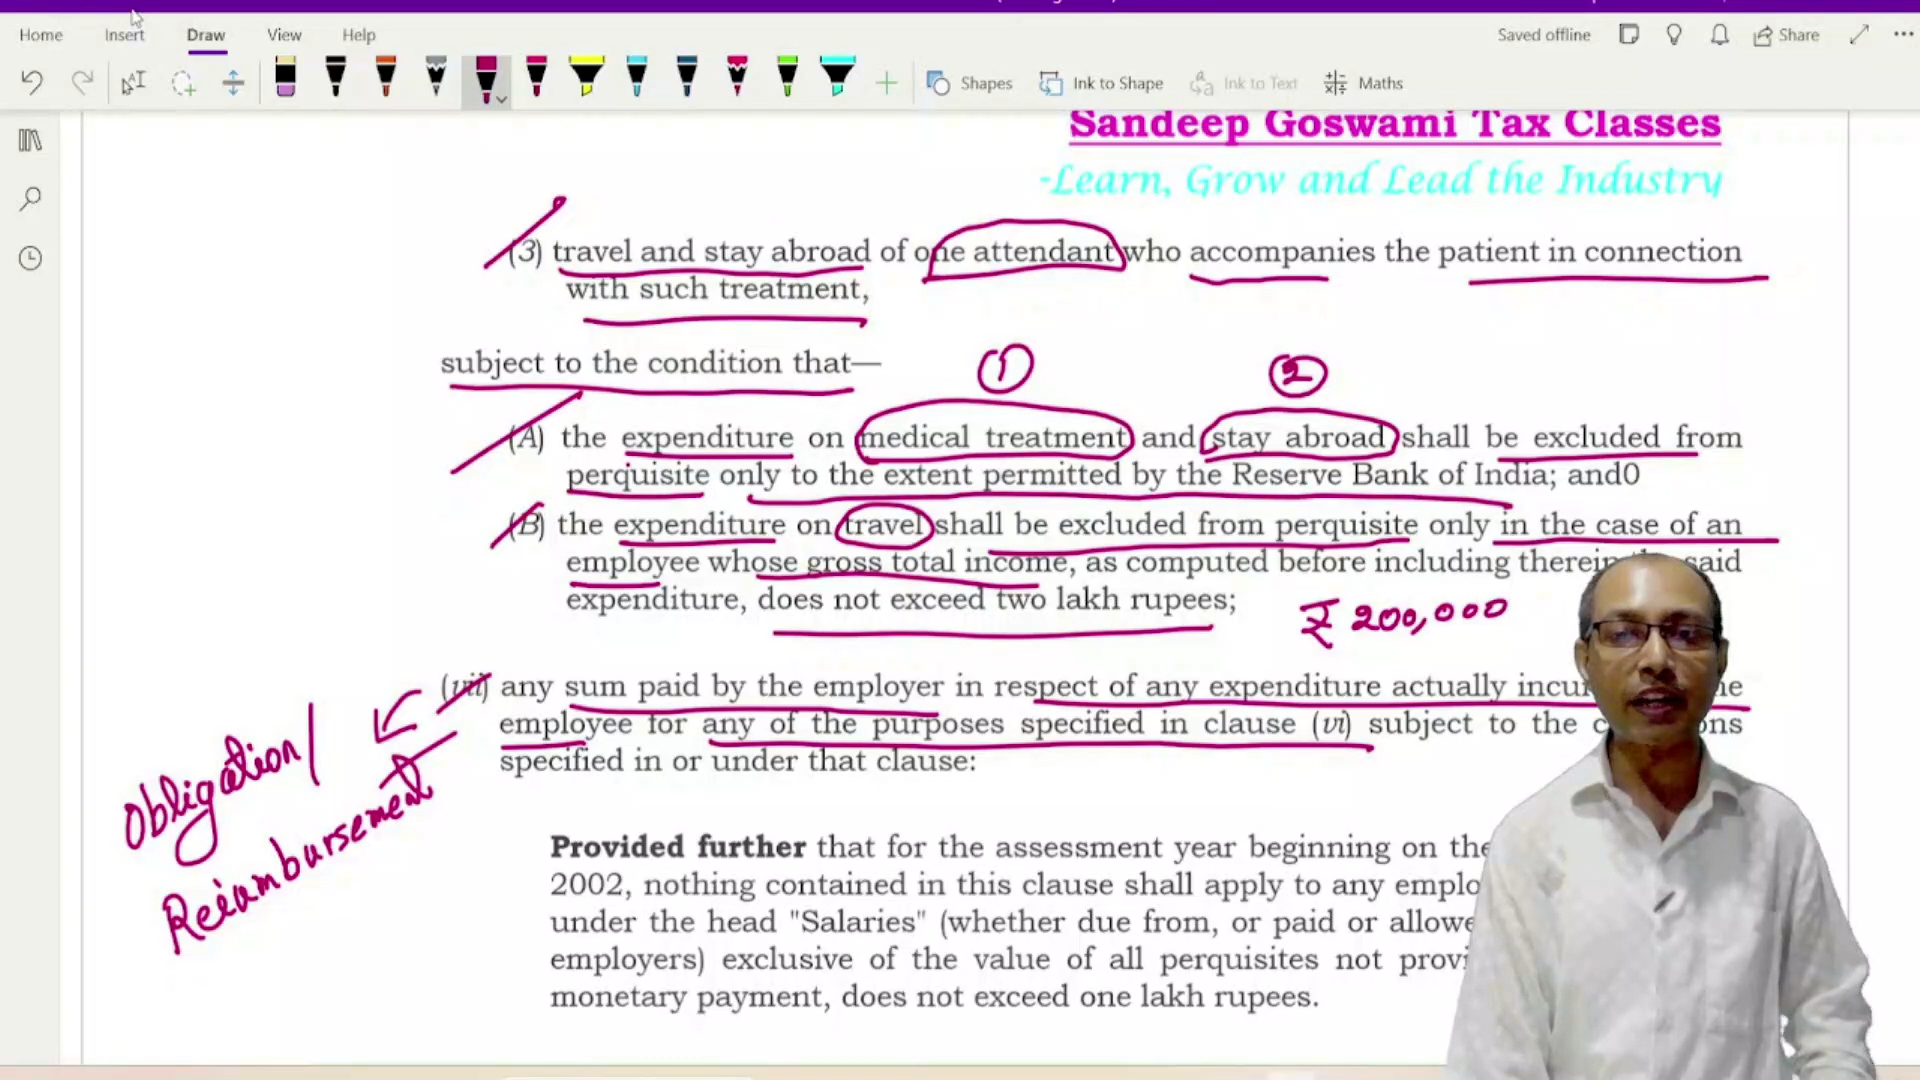 Home Insert Draw View Help Saved offline Share
Shapes Ink to Shape Ink to Text Maths
Sandeep Goswami Tax Classes
-Learn, Grow and Lead the Industry
(3) travel and stay abroad of one attendant who accompanies the patient in connection
with such treatment,
subject to the condition that—
1 2
(A) the expenditure on medical treatment and stay abroad shall be excluded from
perquisite only to the extent permitted by the Reserve Bank of India; and0
(B) the expenditure on travel shall be excluded from perquisite only in the case of an
employee whose gross total income, as computed before including therein said
expenditure, does not exceed two lakh rupees;
₹ 200,000
(vii) any sum paid by the employer in respect of any expenditure actually
employee for any of the purposes specified in clause (vi) subject to the
specified in or under that clause:
Obligation/
Reiambursement
Provided further that for the assessment year beginning on the
2002, nothing contained in this clause shall apply to any
under the head "Salaries" (whether due from, or paid or
employers) exclusive of the value of all perquisites not
monetary payment, does not exceed one lakh rupees.